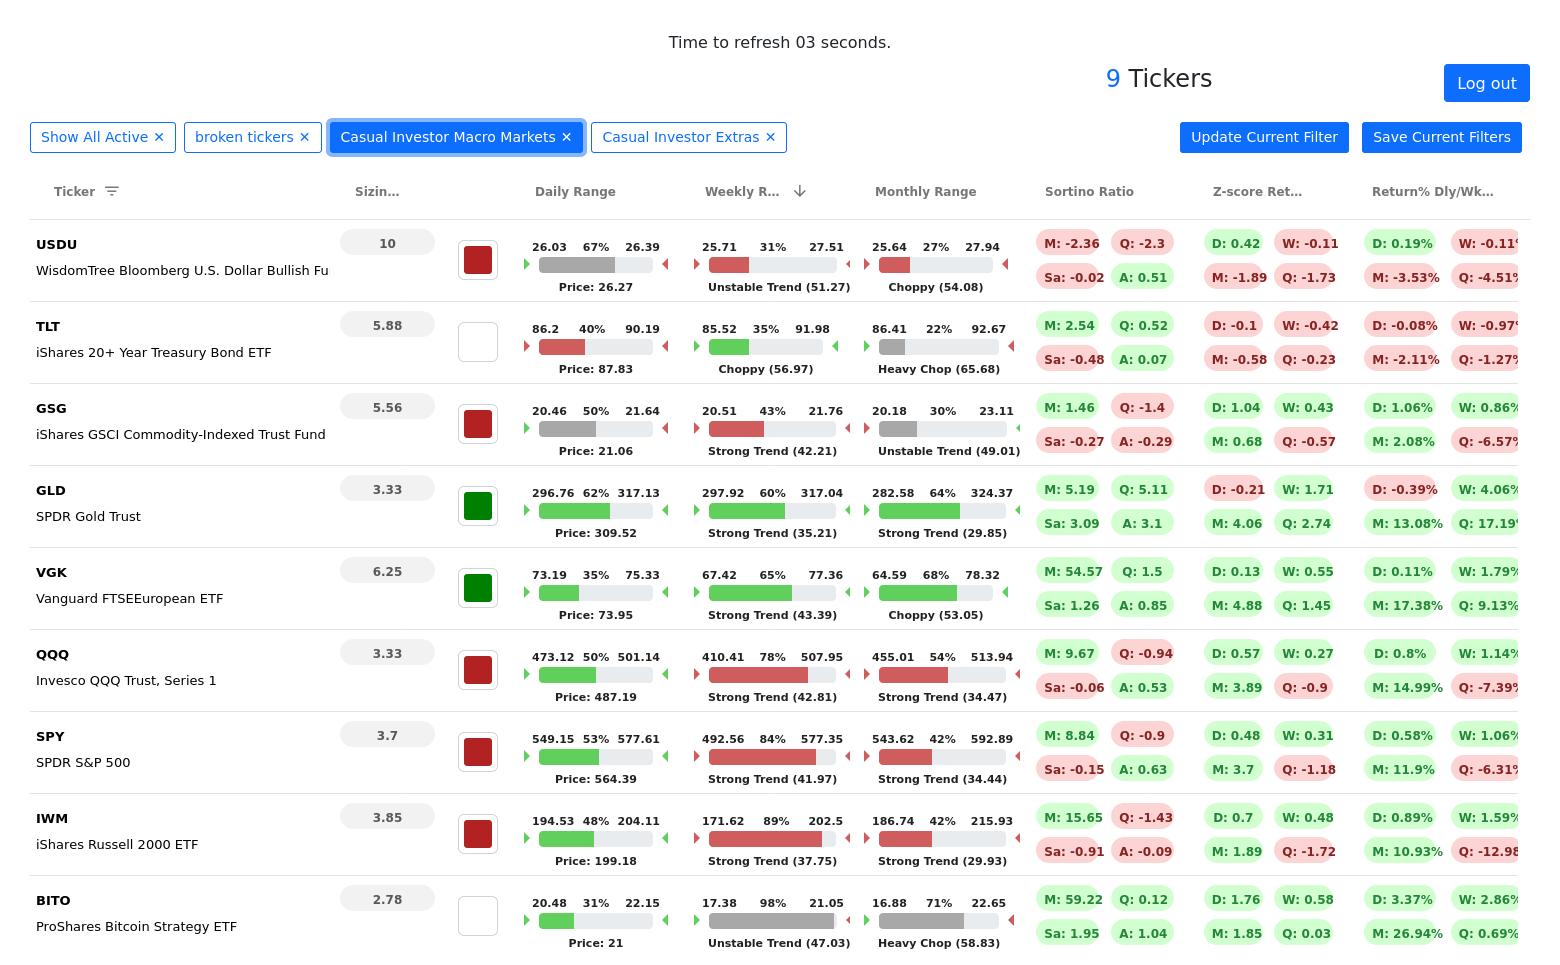 Time to refresh 03 seconds.
9 Tickers
Log out
Show All Active ✕ broken tickers ✕ Casual Investor Macro Markets ✕ Casual Investor Extras ✕ Update Current Filter Save Current Filters
Ticker Sizin... Daily Range Weekly R... Monthly Range Sortino Ratio Z-score Ret... Return% Dly/Wk...
USDU 10 26.03 67% 26.39 25.71 31% 27.51 25.64 27% 27.94 M: -2.36 Q: -2.3 D: 0.42 W: -0.11 D: 0.19% W: -0.11%
WisdomTree Bloomberg U.S. Dollar Bullish Fu Sa: -0.02 A: 0.51 M: -1.89 Q: -1.73 M: -3.53% Q: -4.51%
Price: 26.27 Unstable Trend (51.27) Choppy (54.08)
TLT 5.88 86.2 40% 90.19 85.52 35% 91.98 86.41 22% 92.67 M: 2.54 Q: 0.52 D: -0.1 W: -0.42 D: -0.08% W: -0.97%
iShares 20+ Year Treasury Bond ETF Sa: -0.48 A: 0.07 M: -0.58 Q: -0.23 M: -2.11% Q: -1.27%
Price: 87.83 Choppy (56.97) Heavy Chop (65.68)
GSG 5.56 20.46 50% 21.64 20.51 43% 21.76 20.18 30% 23.11 M: 1.46 Q: -1.4 D: 1.04 W: 0.43 D: 1.06% W: 0.86%
iShares GSCI Commodity-Indexed Trust Fund Sa: -0.27 A: -0.29 M: 0.68 Q: -0.57 M: 2.08% Q: -6.57%
Price: 21.06 Strong Trend (42.21) Unstable Trend (49.01)
GLD 3.33 296.76 62% 317.13 297.92 60% 317.04 282.58 64% 324.37 M: 5.19 Q: 5.11 D: -0.21 W: 1.71 D: -0.39% W: 4.06%
SPDR Gold Trust Sa: 3.09 A: 3.1 M: 4.06 Q: 2.74 M: 13.08% Q: 17.19%
Price: 309.52 Strong Trend (35.21) Strong Trend (29.85)
VGK 6.25 73.19 35% 75.33 67.42 65% 77.36 64.59 68% 78.32 M: 54.57 Q: 1.5 D: 0.13 W: 0.55 D: 0.11% W: 1.79%
Vanguard FTSEEuropean ETF Sa: 1.26 A: 0.85 M: 4.88 Q: 1.45 M: 17.38% Q: 9.13%
Price: 73.95 Strong Trend (43.39) Choppy (53.05)
QQQ 3.33 473.12 50% 501.14 410.41 78% 507.95 455.01 54% 513.94 M: 9.67 Q: -0.94 D: 0.57 W: 0.27 D: 0.8% W: 1.14%
Invesco QQQ Trust, Series 1 Sa: -0.06 A: 0.53 M: 3.89 Q: -0.9 M: 14.99% Q: -7.39%
Price: 487.19 Strong Trend (42.81) Strong Trend (34.47)
SPY 3.7 549.15 53% 577.61 492.56 84% 577.35 543.62 42% 592.89 M: 8.84 Q: -0.9 D: 0.48 W: 0.31 D: 0.58% W: 1.06%
SPDR S&P 500 Sa: -0.15 A: 0.63 M: 3.7 Q: -1.18 M: 11.9% Q: -6.31%
Price: 564.39 Strong Trend (41.97) Strong Trend (34.44)
IWM 3.85 194.53 48% 204.11 171.62 89% 202.5 186.74 42% 215.93 M: 15.65 Q: -1.43 D: 0.7 W: 0.48 D: 0.89% W: 1.59%
iShares Russell 2000 ETF Sa: -0.91 A: -0.09 M: 1.89 Q: -1.72 M: 10.93% Q: -12.98
Price: 199.18 Strong Trend (37.75) Strong Trend (29.93)
BITO 2.78 20.48 31% 22.15 17.38 98% 21.05 16.88 71% 22.65 M: 59.22 Q: 0.12 D: 1.76 W: 0.58 D: 3.37% W: 2.86%
ProShares Bitcoin Strategy ETF Sa: 1.95 A: 1.04 M: 1.85 Q: 0.03 M: 26.94% Q: 0.69%
Price: 21 Unstable Trend (47.03) Heavy Chop (58.83)